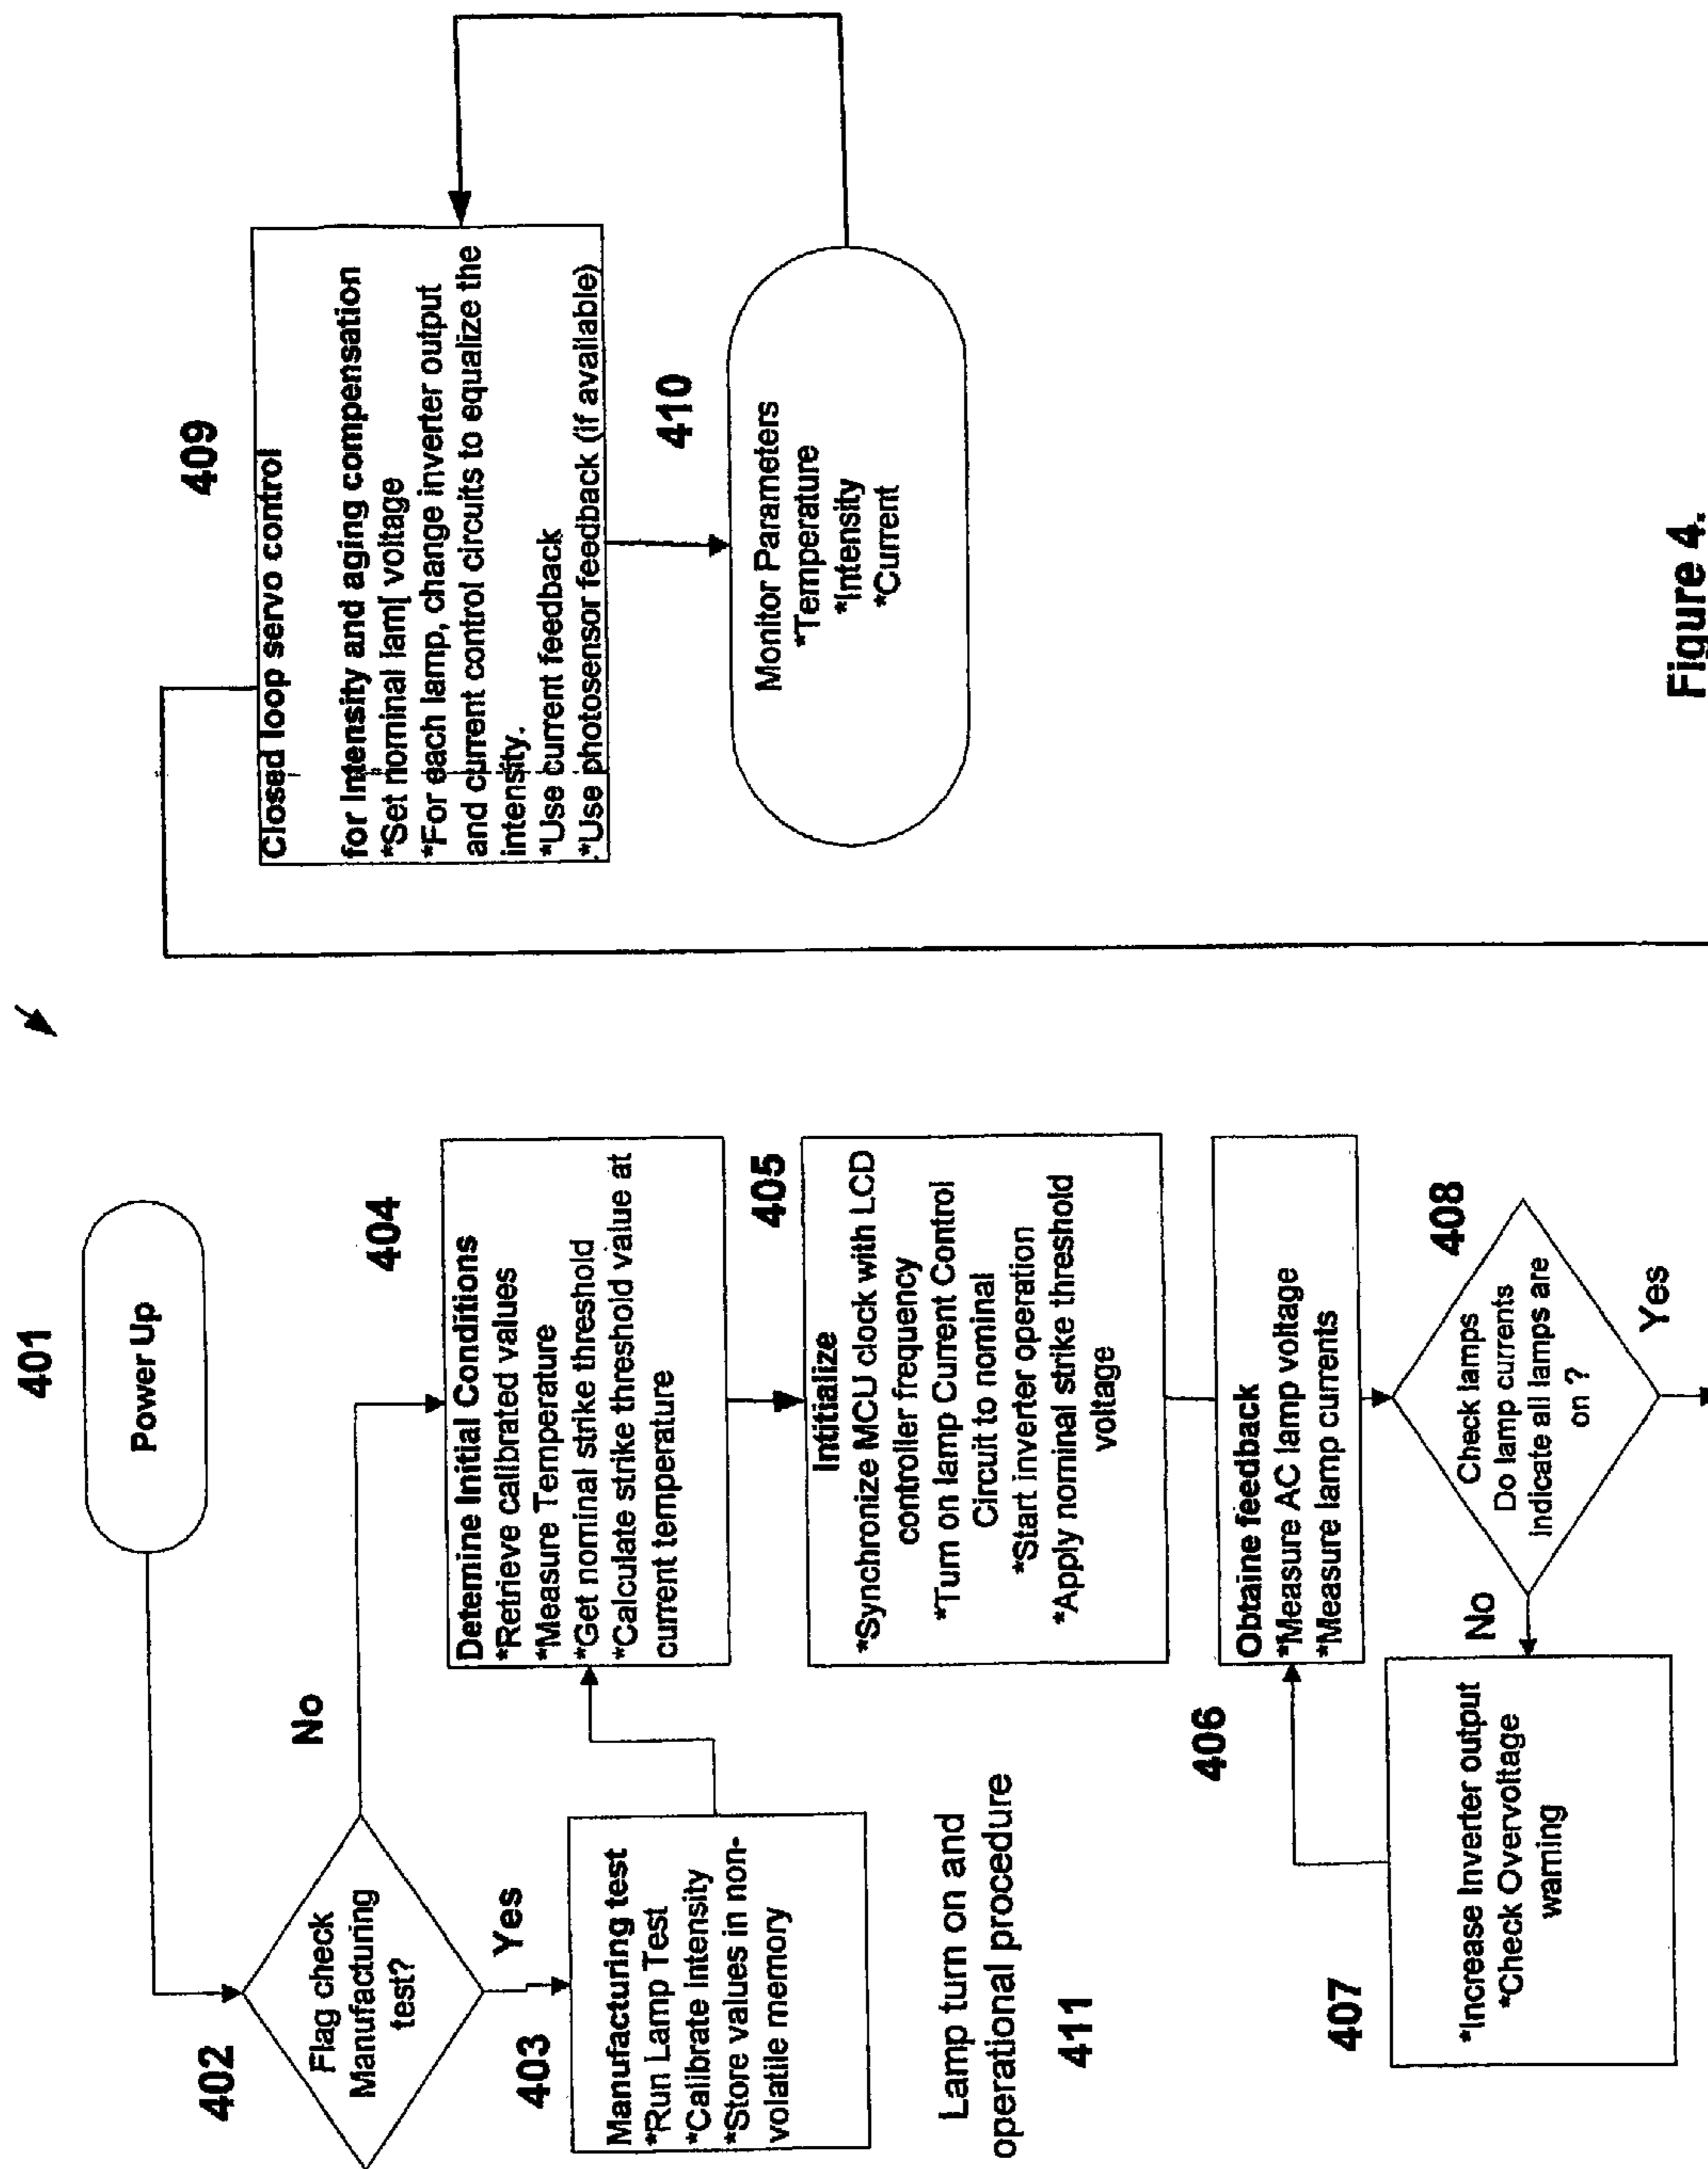 401
Power Up
402
Flag check
Manufacturing
test?
No
Yes
403
Manufacturing test
*Run Lamp Test
*Calibrate Intensity
*Store values in non-
volatile memory
404
Detemine Initial Conditions
*Retrieve calibrated values
*Measure Temperature
*Get nominal strike threshold
*Calculate strike threshold value at
current temperature
405
Intitialize
*Synchronize MCU clock with LCD
controller frequency
*Turn on lamp Current Control
Circuit to nominal
*Start inverter operation
*Apply nominal strike threshold
voltage
Lamp turn on and
operational procedure
411
406
Obtaine feedback
*Measure AC lamp voltage
*Measure lamp currents
407
*Increase Inverter output
*Check Overvoltage
warning
No
408
Check lamps
Do lamp currents
indicate all lamps are
on ?
Yes
409
Closed loop servo control
for Intensity and aging compensation
*Set nominal lam[ voltage
*For each lamp, change inverter output
and current control circuits to equalize the
intensity.
*Use current feedback
*Use photosensor feedback (if available)
410
Monitor Parameters
*Temperature
*Intensity
*Current
Figure 4.